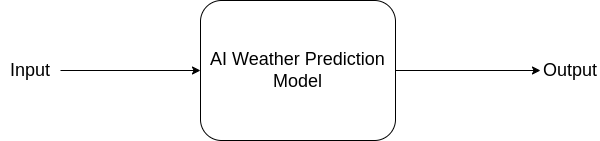 Input
AI Weather Prediction
Model
Output